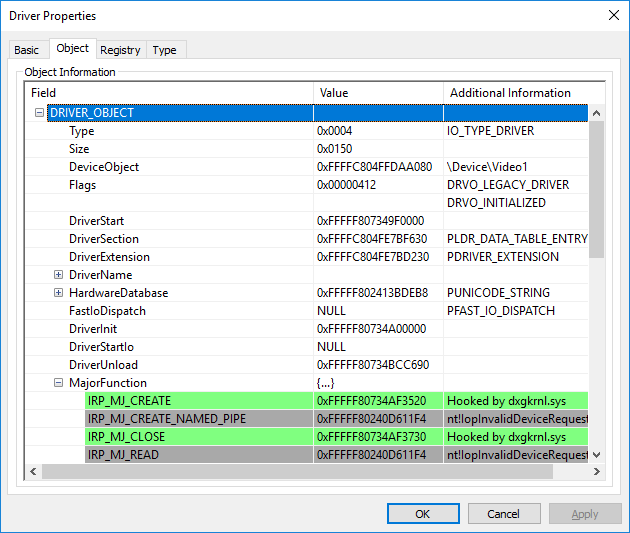 Driver Properties
Basic Object Registry Type
Object Information
Field Value Additional Information
DRIVER_OBJECT
Type 0x0004 IO_TYPE_DRIVER
Size 0x0150
DeviceObject 0xFFFFC804FFDAA080 \Device\Video1
Flags 0x00000412 DRVO_LEGACY_DRIVER
DRVO_INITIALIZED
DriverStart 0xFFFFF807349F0000
DriverSection 0xFFFFC804FE7BF630 PLDR_DATA_TABLE_ENTRY
DriverExtension 0xFFFFC804FE7BD230 PDRIVER_EXTENSION
DriverName
HardwareDatabase 0xFFFFF802413BDEB8 PUNICODE_STRING
FastIoDispatch NULL PFAST_IO_DISPATCH
DriverInit 0xFFFFF80734A00000
DriverStartIo NULL
DriverUnload 0xFFFFF80734BCC690
MajorFunction {...}
IRP_MJ_CREATE 0xFFFFF80734AF3520 Hooked by dxgkrnl.sys
IRP_MJ_CREATE_NAMED_PIPE 0xFFFFF80240D611F4 nt!IopInvalidDeviceRequest
IRP_MJ_CLOSE 0xFFFFF80734AF3730 Hooked by dxgkrnl.sys
IRP_MJ_READ 0xFFFFF80240D611F4 nt!IopInvalidDeviceRequest
OK Cancel Apply